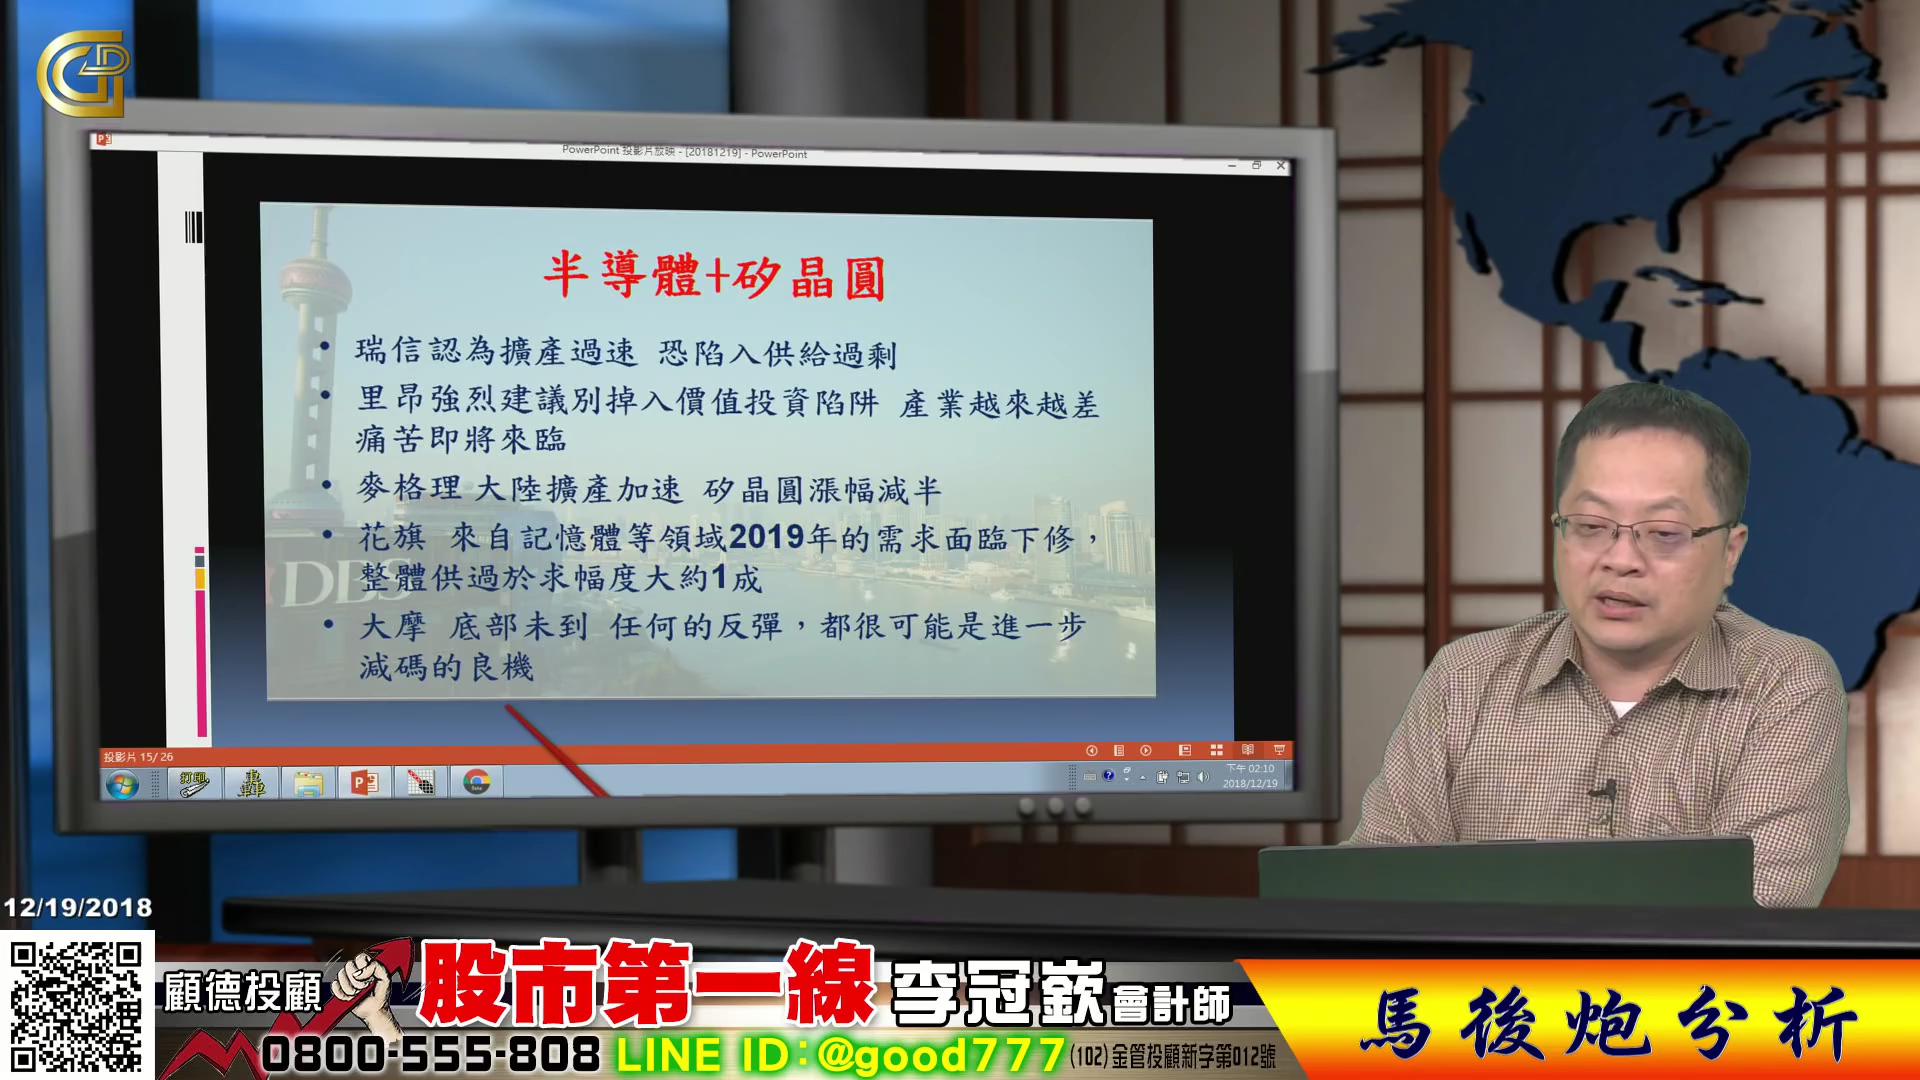 PowerPoint 投影片放映 - [20181219] - PowerPoint
半導體+矽晶圓
• 瑞信認為擴產過速 恐陷入供給過剩
• 里昂強烈建議別掉入價值投資陷阱 產業越來越差
痛苦即將來臨
• 麥格理 大陸擴產加速 矽晶圓漲幅減半
• 花旗 來自記憶體等領域2019年的需求面臨下修，
整體供過於求幅度大約1成
• 大摩 底部未到 任何的反彈，都很可能是進一步
減碼的良機
DBS
投影片 15/26
打印
下午 02:10
2018/12/19
12/19/2018
顧德投顧
股市第一線
李冠嶔會計師
0800-555-808
LINE ID：@good777
(102)金管投顧新字第012號
馬後炮分析